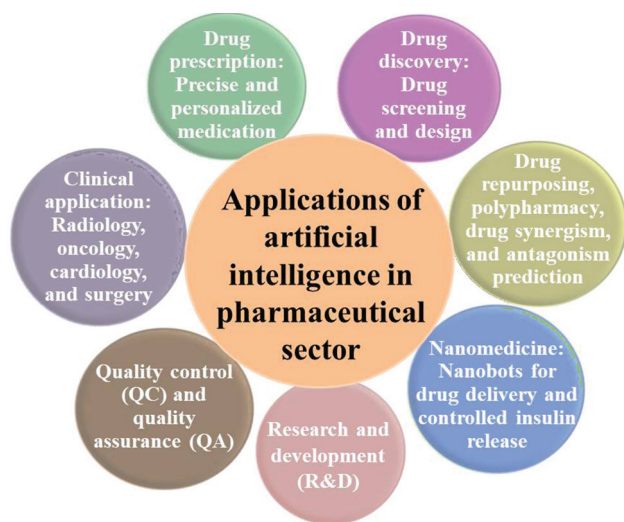 Drug
prescription:
Precise and
personalized
medication
Drug
discovery:
Drug
screening
and design
Drug
repurposing,
polypharmacy,
drug synergism,
and antagonism
prediction
Nanomedicine:
Nanobots for
drug delivery and
controlled insulin
release
Research and
development
(R&D)
Quality control
(QC) and
quality
assurance (QA)
Clinical
application:
Radiology,
oncology,
cardiology,
and surgery
Applications of
artificial
intelligence in
pharmaceutical
sector